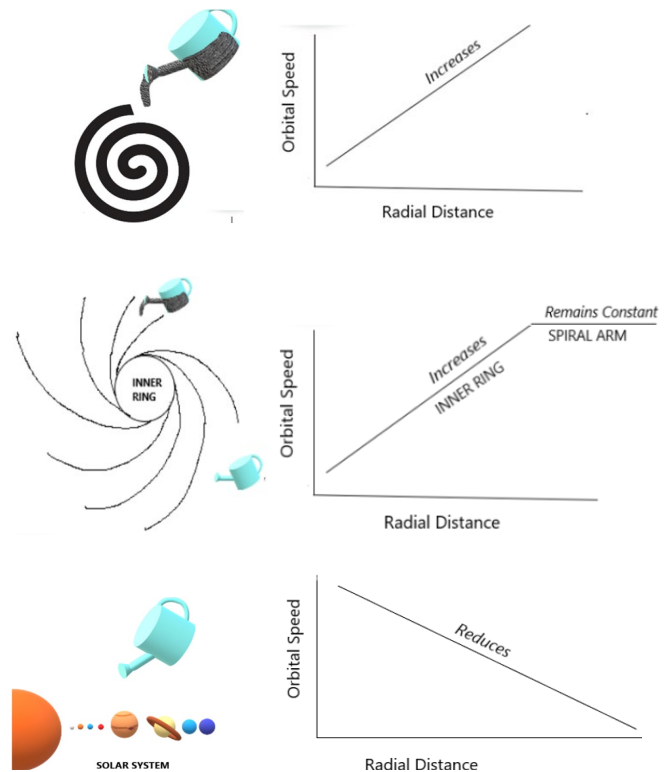 Orbital Speed
Increases
Radial Distance
INNER
RING
Orbital Speed
Increases
INNER RING
Remains Constant
SPIRAL ARM
Radial Distance
SOLAR SYSTEM
Orbital Speed
Reduces
Radial Distance